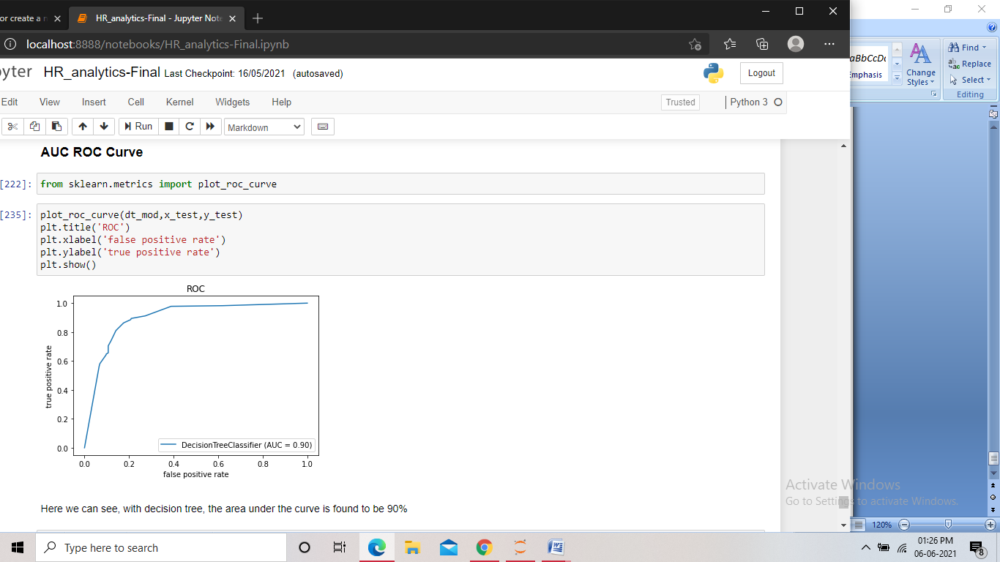 or create a n
HR_analytics-Final - Jupyter Note
localhost:8888/notebooks/HR_analytics-Final.ipynb
aBbCcDc
Emphasis
Change
Styles
Find
Replace
Select
Editing
yter HR_analytics-Final Last Checkpoint: 16/05/2021 (autosaved)
Logout
Edit View Insert Cell Kernel Widgets Help
Trusted
Python 3
Run
Markdown
AUC ROC Curve
[222]: from sklearn.metrics import plot_roc_curve
[235]: plot_roc_curve(dt_mod,x_test,y_test)
plt.title('ROC')
plt.xlabel('false positive rate')
plt.ylabel('true positive rate')
plt.show()
ROC
1.0
0.8
0.6
0.4
0.2
0.0
true positive rate
DecisionTreeClassifier (AUC = 0.90)
0.0 0.2 0.4 0.6 0.8 1.0
false positive rate
Here we can see, with decision tree, the area under the curve is found to be 90%
Activate Windows
Go to Settings to activate Windows.
120%
Type here to search
01:26 PM
06-06-2021
8